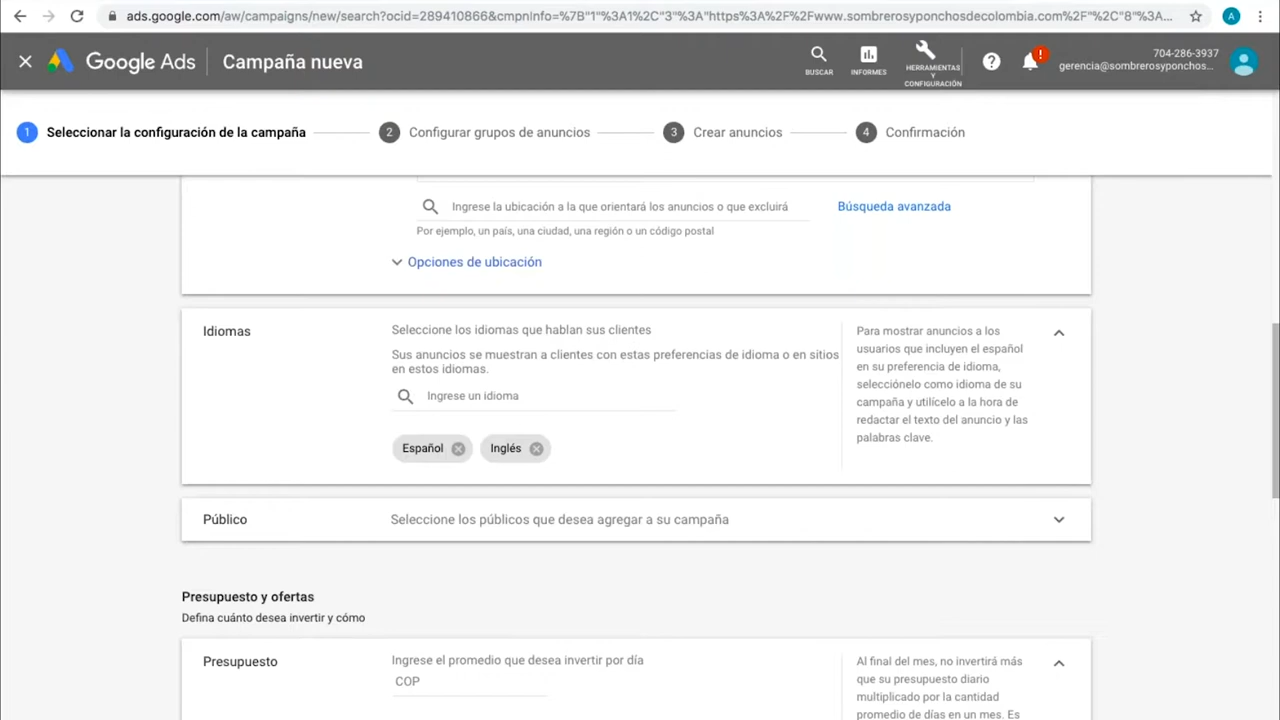 ads.google.com/aw/campaigns/new/search?ocid=289410866&cmpnInfo=%7B"1"%3A1%2C"3"%3A"https%3A%2F%2Fwww.sombrerosyponchosdecolombia.com%2F"%2C"8"%3A...
A
Google Ads
Campaña nueva
BUSCAR
INFORMES
HERRAMIENTAS
Y
CONFIGURACIÓN
?
!
704-286-3937
gerencia@sombrerosyponchos...
1 Seleccionar la configuración de la campaña
2 Configurar grupos de anuncios
3 Crear anuncios
4 Confirmación
Ingrese la ubicación a la que orientará los anuncios o que excluirá
Búsqueda avanzada
Por ejemplo, un país, una ciudad, una región o un código postal
Opciones de ubicación
Idiomas
Seleccione los idiomas que hablan sus clientes
Sus anuncios se muestran a clientes con estas preferencias de idioma o en sitios
en estos idiomas.
Ingrese un idioma
Español
Inglés
Para mostrar anuncios a los
usuarios que incluyen el español
en su preferencia de idioma,
selecciónelo como idioma de su
campaña y utilícelo a la hora de
redactar el texto del anuncio y las
palabras clave.
Público
Seleccione los públicos que desea agregar a su campaña
Presupuesto y ofertas
Defina cuánto desea invertir y cómo
Presupuesto
Ingrese el promedio que desea invertir por día
COP
Al final del mes, no invertirá más
que su presupuesto diario
multiplicado por la cantidad
promedio de días en un mes. Es